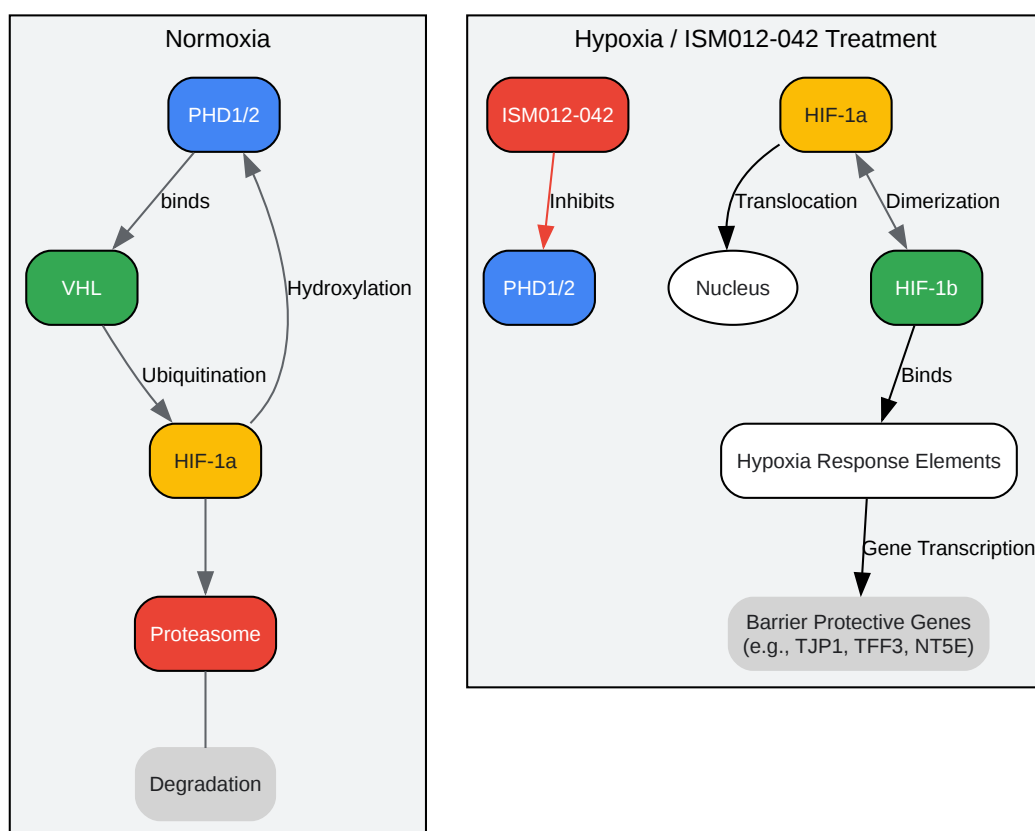 Normoxia
PHD1/2
binds
VHL
Hydroxylation
Ubiquitination
HIF-1a
Proteasome
Degradation
Hypoxia / ISM012-042 Treatment
ISM012-042
HIF-1a
Inhibits
Translocation
Dimerization
PHD1/2
Nucleus
HIF-1b
Binds
Hypoxia Response Elements
Gene Transcription
Barrier Protective Genes
(e.g., TJP1, TFF3, NT5E)